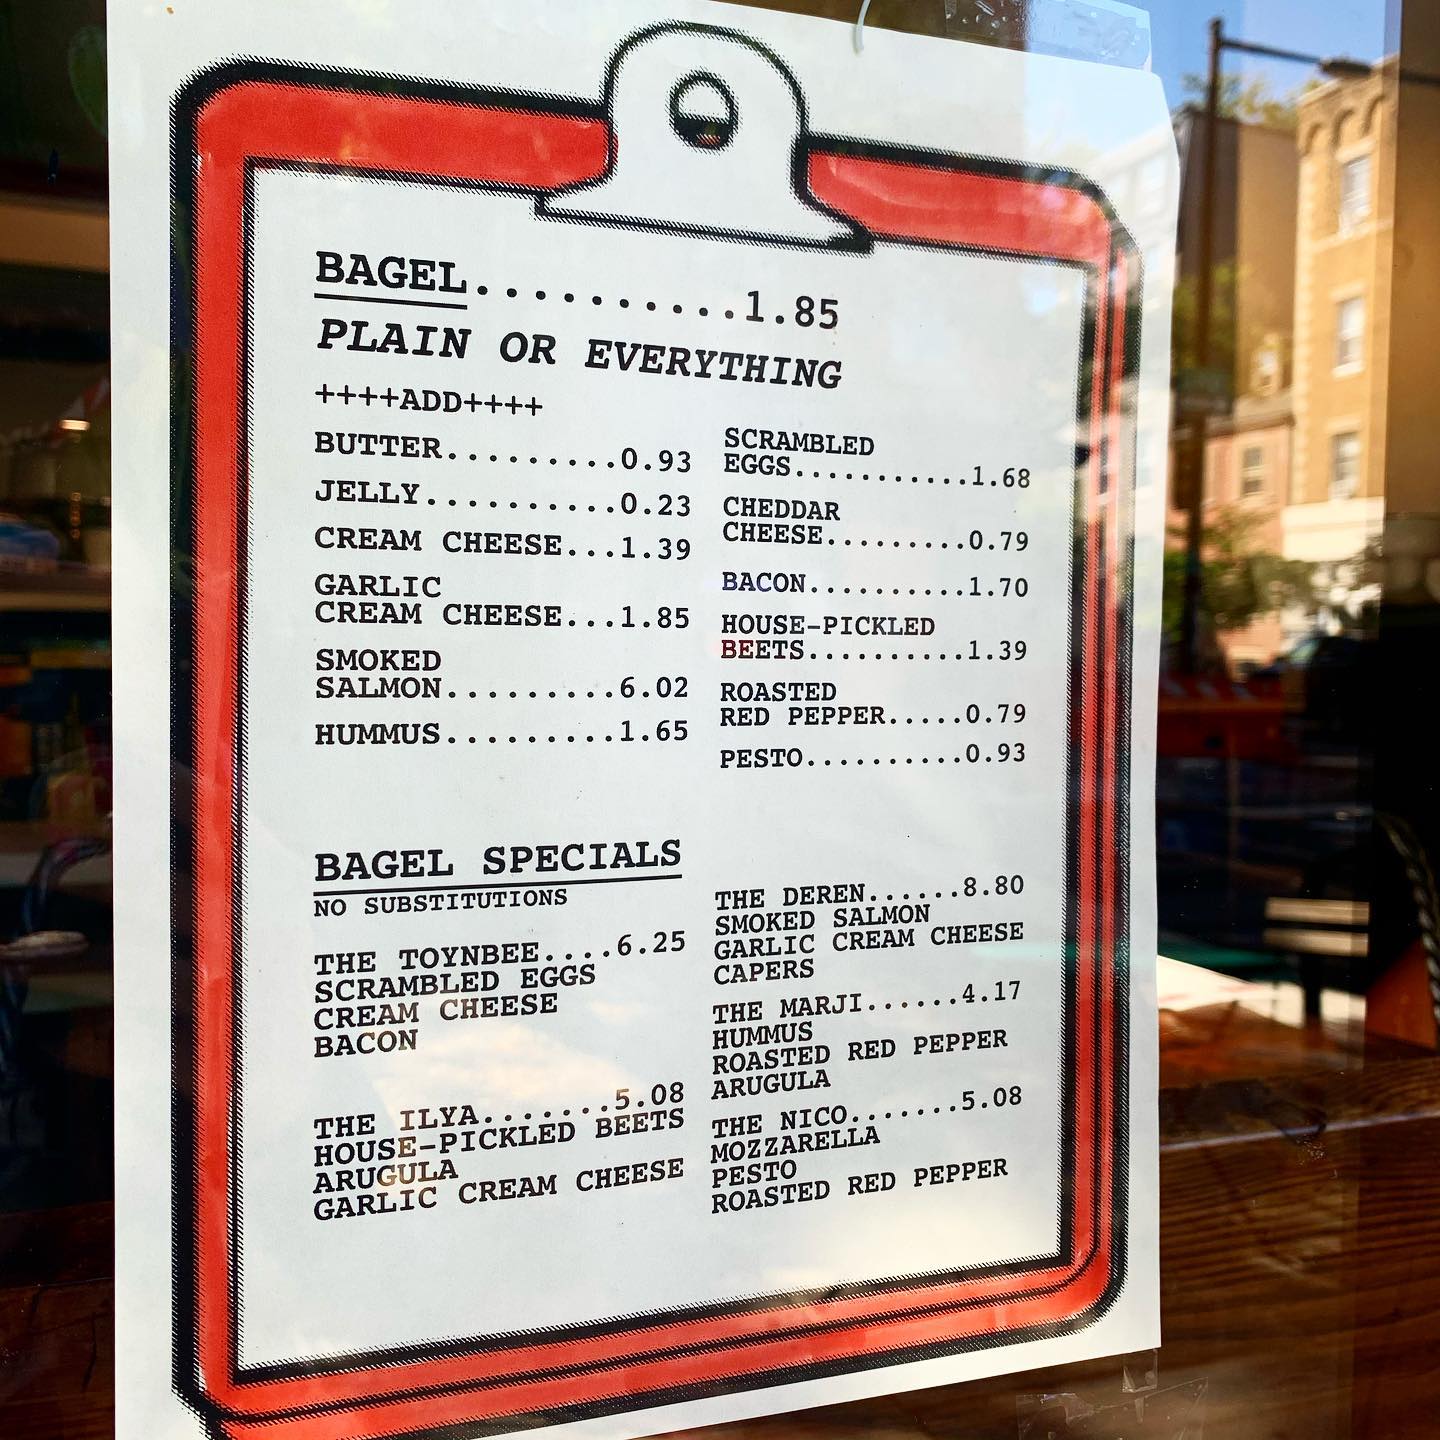 BAGEL..........1.85
PLAIN OR EVERYTHING
++++ADD++++
BUTTER.........0.93
JELLY..........0.23
CREAM CHEESE...1.39
GARLIC
CREAM CHEESE...1.85
SMOKED
SALMON.........6.02
HUMMUS.........1.65
SCRAMBLED
EGGS...........1.68
CHEDDAR
CHEESE.........0.79
BACON..........1.70
HOUSE-PICKLED
BEETS..........1.39
ROASTED
RED PEPPER.....0.79
PESTO..........0.93
BAGEL SPECIALS
NO SUBSTITUTIONS
THE TOYNBEE....6.25
SCRAMBLED EGGS
CREAM CHEESE
BACON
THE ILYA.......5.08
HOUSE-PICKLED BEETS
ARUGULA
GARLIC CREAM CHEESE
THE DEREN......8.80
SMOKED SALMON
GARLIC CREAM CHEESE
CAPERS
THE MARJI......4.17
HUMMUS
ROASTED RED PEPPER
ARUGULA
THE NICO.......5.08
MOZZARELLA
PESTO
ROASTED RED PEPPER